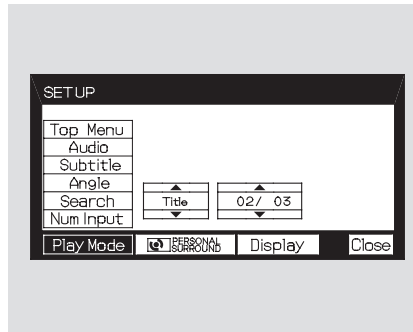 SETUP
Top Menu
Audio
Subtitle
Angle
Search
Num Input
Title
02/ 03
Play Mode
PERSONAL
SURROUND
Display
Close